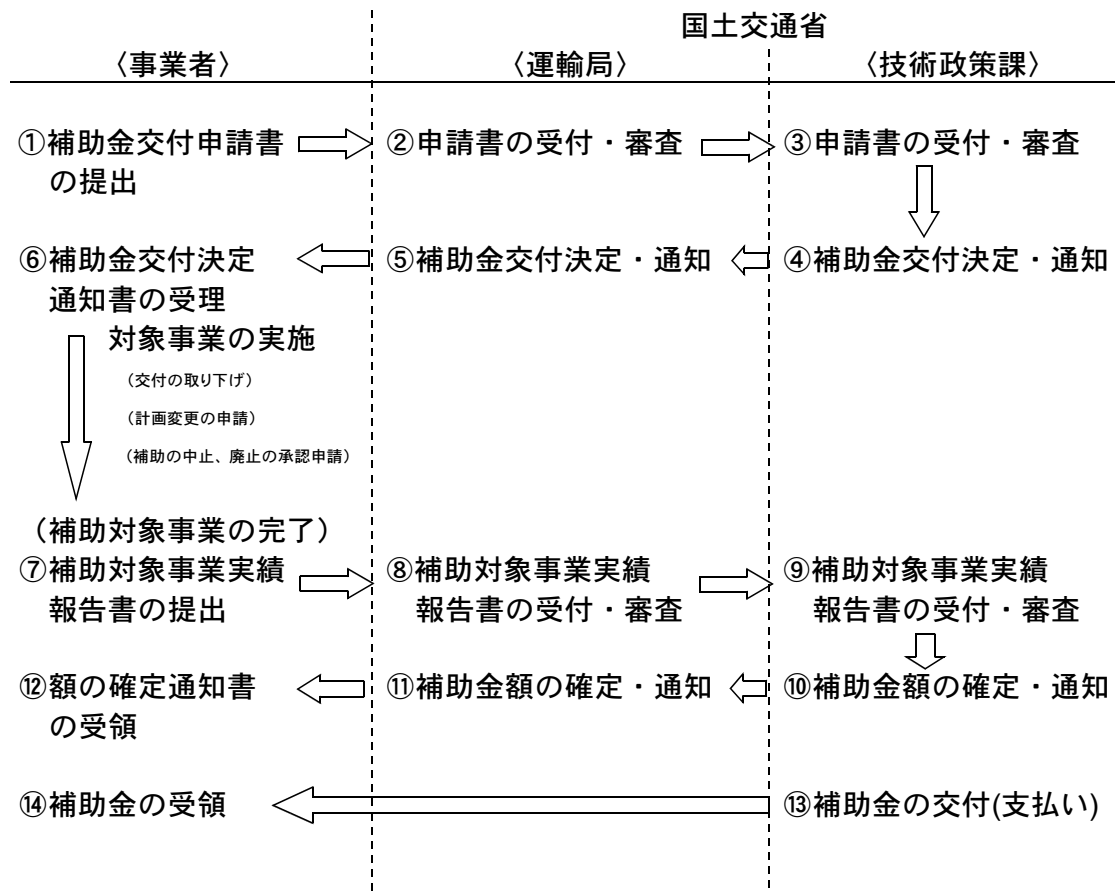 国土交通省
〈事業者〉 〈運輸局〉 〈技術政策課〉
①補助金交付申請書
の提出
②申請書の受付・審査
③申請書の受付・審査
④補助金交付決定・通知
⑤補助金交付決定・通知
⑥補助金交付決定
通知書の受理
対象事業の実施
（交付の取り下げ）
（計画変更の申請）
（補助の中止、廃止の承認申請）
（補助対象事業の完了）
⑦補助対象事業実績
報告書の提出
⑧補助対象事業実績
報告書の受付・審査
⑨補助対象事業実績
報告書の受付・審査
⑩補助金額の確定・通知
⑪補助金額の確定・通知
⑫額の確定通知書
の受領
⑬補助金の交付(支払い)
⑭補助金の受領